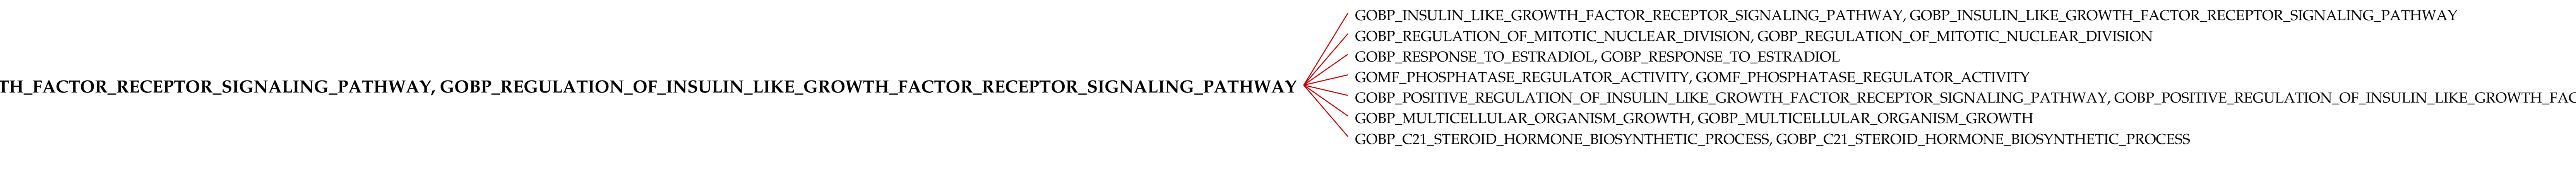 TH_FACTOR_RECEPTOR_SIGNALING_PATHWAY, GOBP_REGULATION_OF_INSULIN_LIKE_GROWTH_FACTOR_RECEPTOR_SIGNALING_PATHWAY
GOBP_INSULIN_LIKE_GROWTH_FACTOR_RECEPTOR_SIGNALING_PATHWAY, GOBP_INSULIN_LIKE_GROWTH_FACTOR_RECEPTOR_SIGNALING_PATHWAY
GOBP_REGULATION_OF_MITOTIC_NUCLEAR_DIVISION, GOBP_REGULATION_OF_MITOTIC_NUCLEAR_DIVISION
GOBP_RESPONSE_TO_ESTRADIOL, GOBP_RESPONSE_TO_ESTRADIOL
GOMF_PHOSPHATASE_REGULATOR_ACTIVITY, GOMF_PHOSPHATASE_REGULATOR_ACTIVITY
GOBP_POSITIVE_REGULATION_OF_INSULIN_LIKE_GROWTH_FACTOR_RECEPTOR_SIGNALING_PATHWAY, GOBP_POSITIVE_REGULATION_OF_INSULIN_LIKE_GROWTH_FAC
GOBP_MULTICELLULAR_ORGANISM_GROWTH, GOBP_MULTICELLULAR_ORGANISM_GROWTH
GOBP_C21_STEROID_HORMONE_BIOSYNTHETIC_PROCESS, GOBP_C21_STEROID_HORMONE_BIOSYNTHETIC_PROCESS